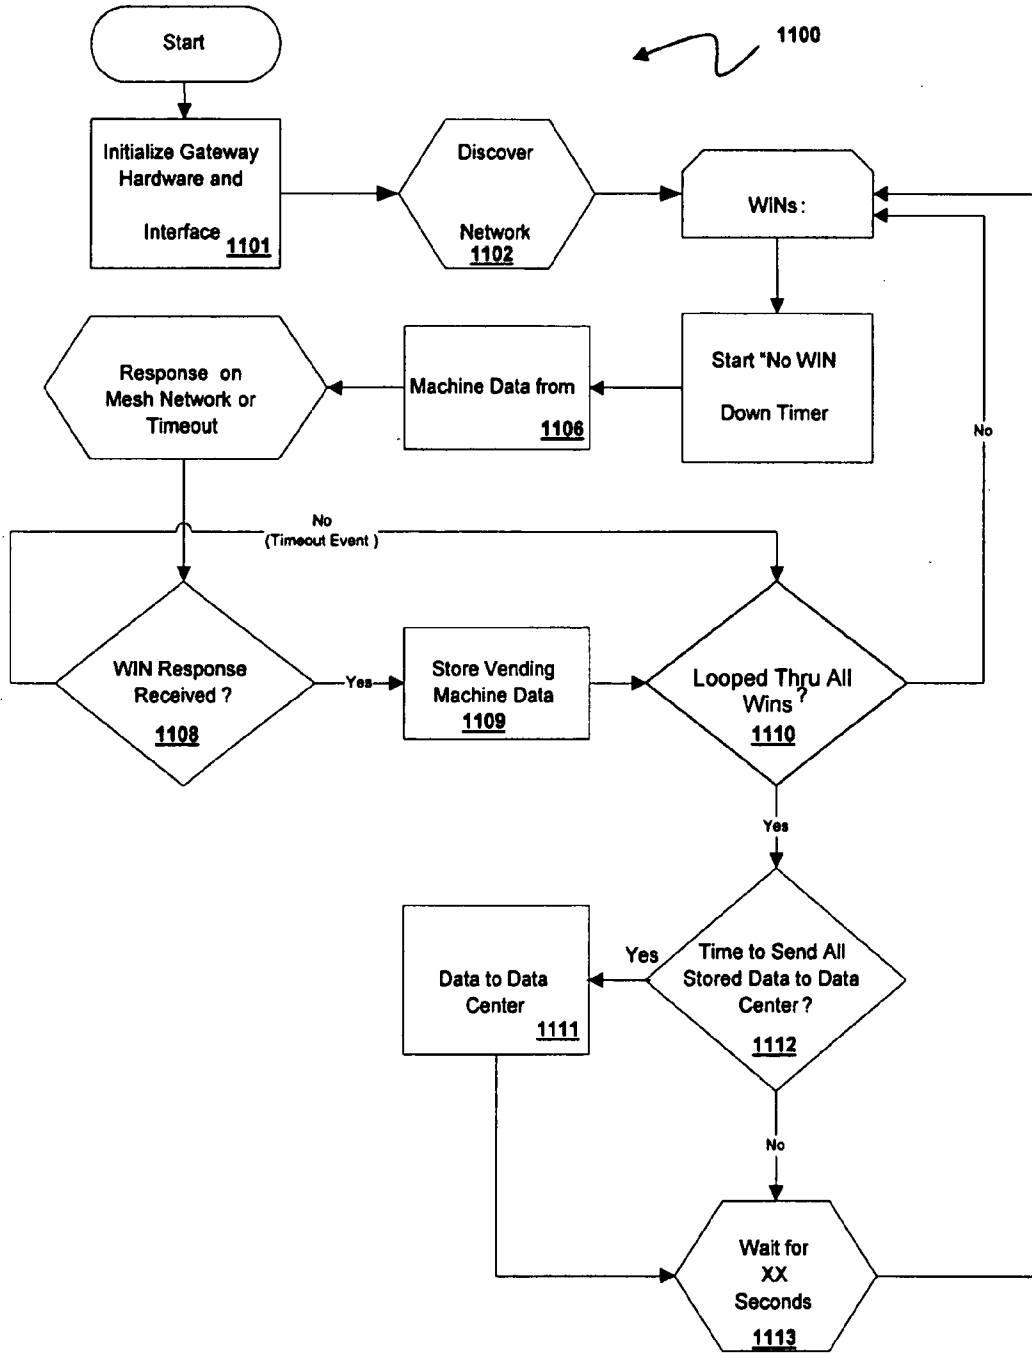 Start
1100
Initialize Gateway
Hardware and
Interface
1101
Discover
Network
1102
WINs:
Response on
Mesh Network or
Timeout
Machine Data from
1106
Start "No WIN
Down Timer
No
No
(Timeout Event )
WIN Response
Received ?
1108
Yes
Store Vending
Machine Data
1109
Looped Thru All
Wins ?
1110
Yes
Data to Data
Center
1111
Yes
Time to Send All
Stored Data to Data
Center ?
1112
No
Wait for
XX
Seconds
1113